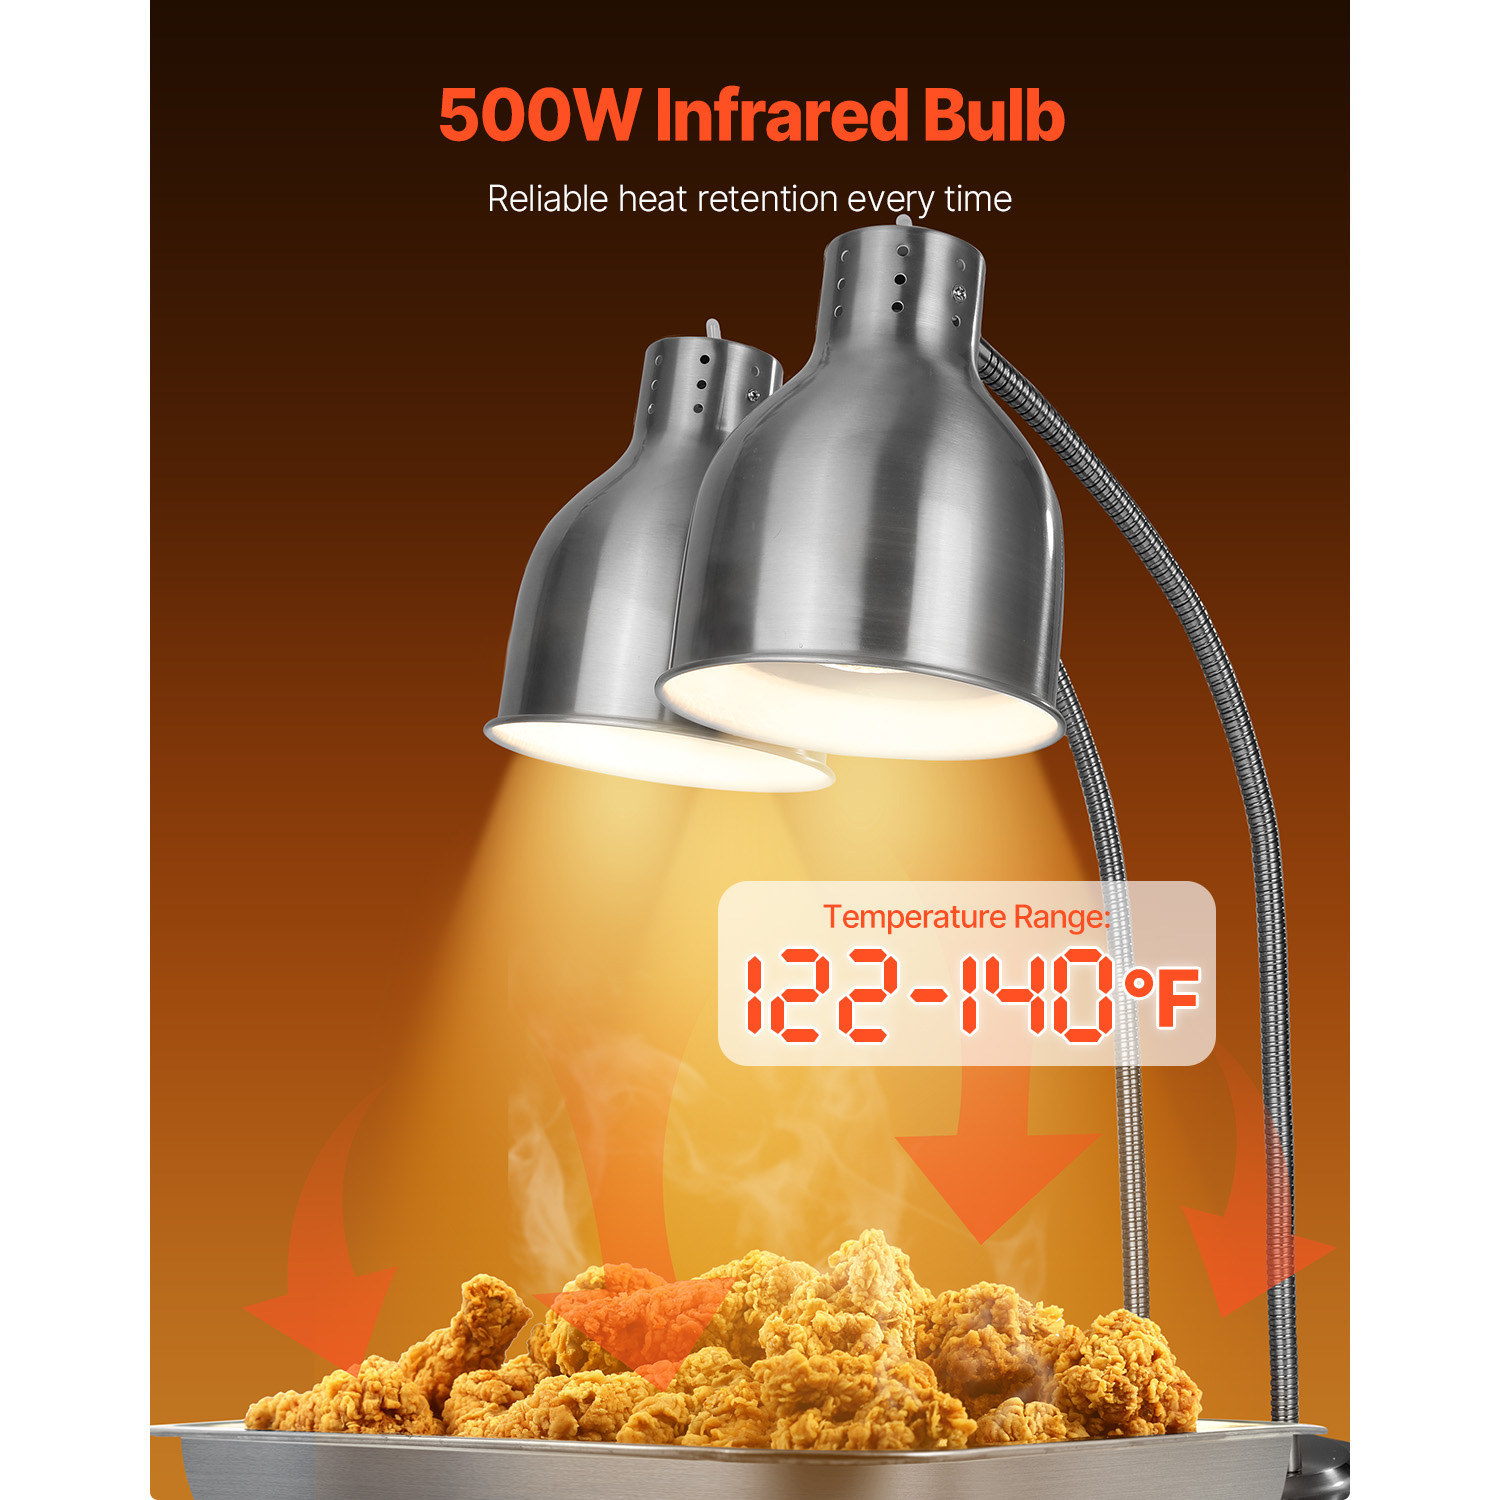 500W Infrared Bulb
Reliable heat retention every time
Temperature Range:
122-140°F